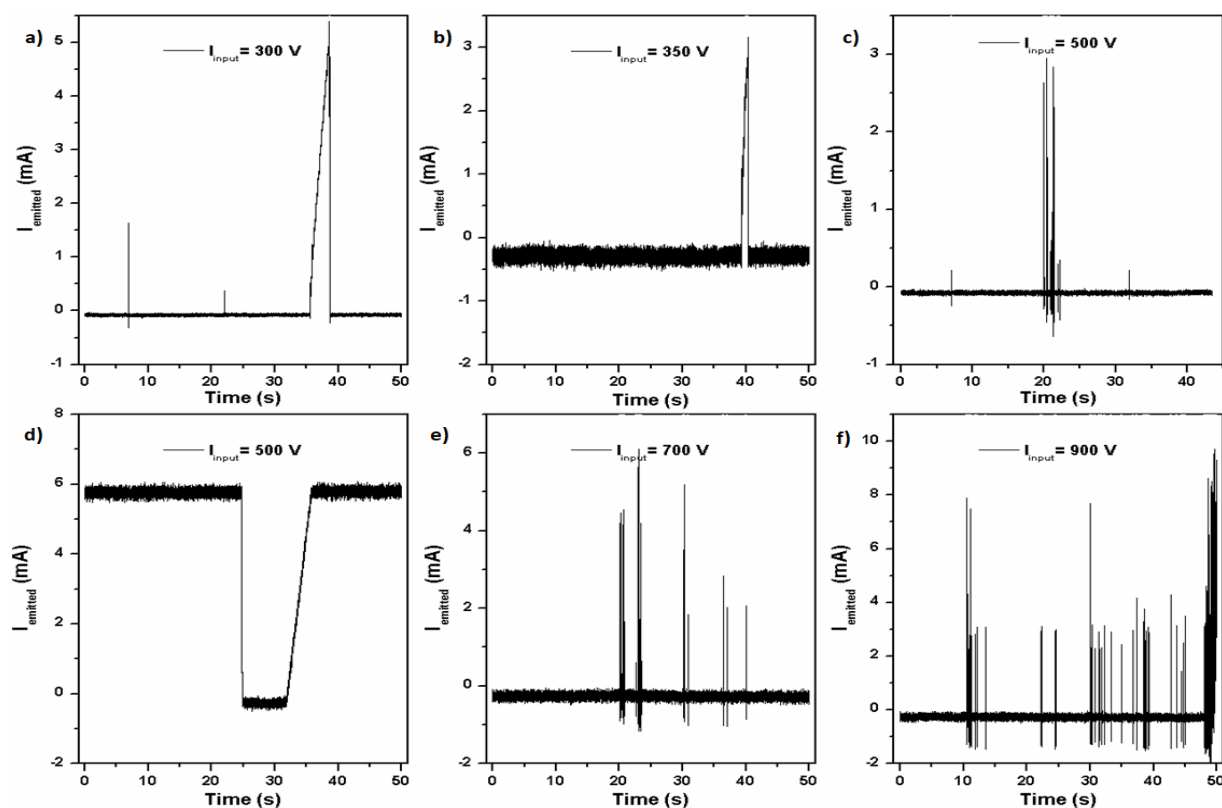 a)
I_input = 300 V
I_emitted (mA)
5
4
3
2
1
0
-1
0 10 20 30 40 50
Time (s)
b)
I_input = 350 V
I_emitted (mA)
3
2
1
0
-1
-2
0 10 20 30 40 50
Time (s)
c)
I_input = 500 V
I_emitted (mA)
3
2
1
0
-1
0 10 20 30 40
Time (s)
d)
I_input = 500 V
I_emitted (mA)
8
6
4
2
0
-2
0 10 20 30 40 50
Time (s)
e)
I_input = 700 V
I_emitted (mA)
6
4
2
0
-2
0 10 20 30 40 50
Time (s)
f)
I_input = 900 V
I_emitted (mA)
10
8
6
4
2
0
-2
0 10 20 30 40 50
Time (s)